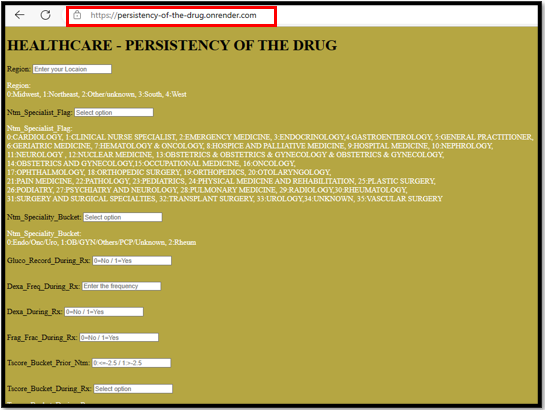 https://persistency-of-the-drug.onrender.com
HEALTHCARE - PERSISTENCY OF THE DRUG
Region: Enter your Locaion
Region:
0:Midwest, 1:Northeast, 2:Other/unknown, 3:South, 4:West
Ntm_Specialist_Flag: Select option
Ntm_Specialist_Flag:
0:CARDIOLOGY, 1:CLINICAL NURSE SPECIALIST, 2:EMERGENCY MEDICINE, 3:ENDOCRINOLOGY,4:GASTROENTEROLOGY, 5:GENERAL PRACTITIONER,
6:GERIATRIC MEDICINE, 7:HEMATOLOGY & ONCOLOGY, 8:HOSPICE AND PALLIATIVE MEDICINE, 9:HOSPITAL MEDICINE, 10:NEPHROLOGY,
11:NEUROLOGY , 12:NUCLEAR MEDICINE, 13:OBSTETRICS & OBSTETRICS & GYNECOLOGY & OBSTETRICS & GYNECOLOGY,
14:OBSTETRICS AND GYNECOLOGY,15:OCCUPATIONAL MEDICINE, 16:ONCOLOGY,
17:OPHTHALMOLOGY, 18:ORTHOPEDIC SURGERY, 19:ORTHOPEDICS, 20:OTOLARYNGOLOGY,
21:PAIN MEDICINE, 22:PATHOLOGY, 23:PEDIATRICS, 24:PHYSICAL MEDICINE AND REHABILITATION, 25:PLASTIC SURGERY,
26:PODIATRY, 27:PSYCHIATRY AND NEUROLOGY, 28:PULMONARY MEDICINE, 29:RADIOLOGY,30:RHEUMATOLOGY,
31:SURGERY AND SURGICAL SPECIALTIES, 32:TRANSPLANT SURGERY, 33:UROLOGY,34:UNKNOWN, 35:VASCULAR SURGERY
Ntm_Speciality_Bucket: Select option
Ntm_Speciality_Bucket:
0:Endo/Onc/Uro, 1:OB/GYN/Others/PCP/Unknown, 2:Rheum
Gluco_Record_During_Rx: 0=No / 1=Yes
Dexa_Freq_During_Rx: Enter the frequency
Dexa_During_Rx: 0=No / 1=Yes
Frag_Frac_During_Rx: 0=No / 1=Yes
Tscore_Bucket_Prior_Ntm: 0:<=-2.5 / 1:>-2.5
Tscore_Bucket_During_Rx: Select option